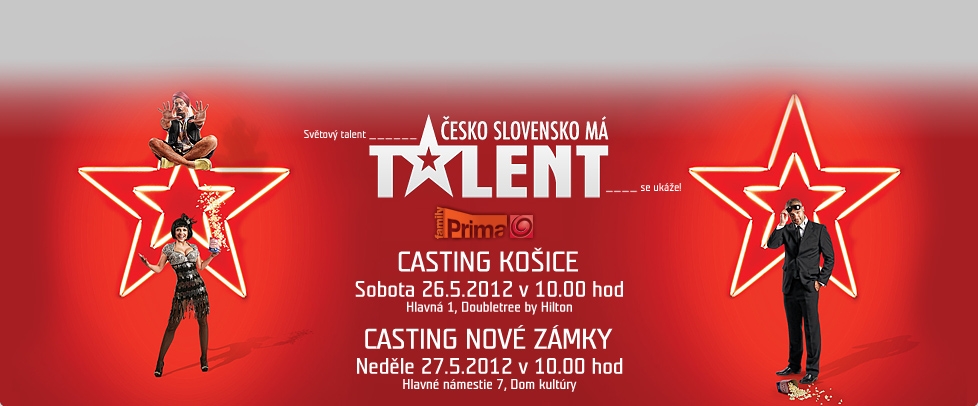 Světový talent ______
ČESKO SLOVENSKO MÁ
TALENT
____ se ukáže!
family
Prima
CASTING KOŠICE
Sobota 26.5.2012 v 10.00 hod
Hlavná 1, Doubletree by Hilton
CASTING NOVÉ ZÁMKY
Neděle 27.5.2012 v 10.00 hod
Hlavné námestie 7, Dom kultúry